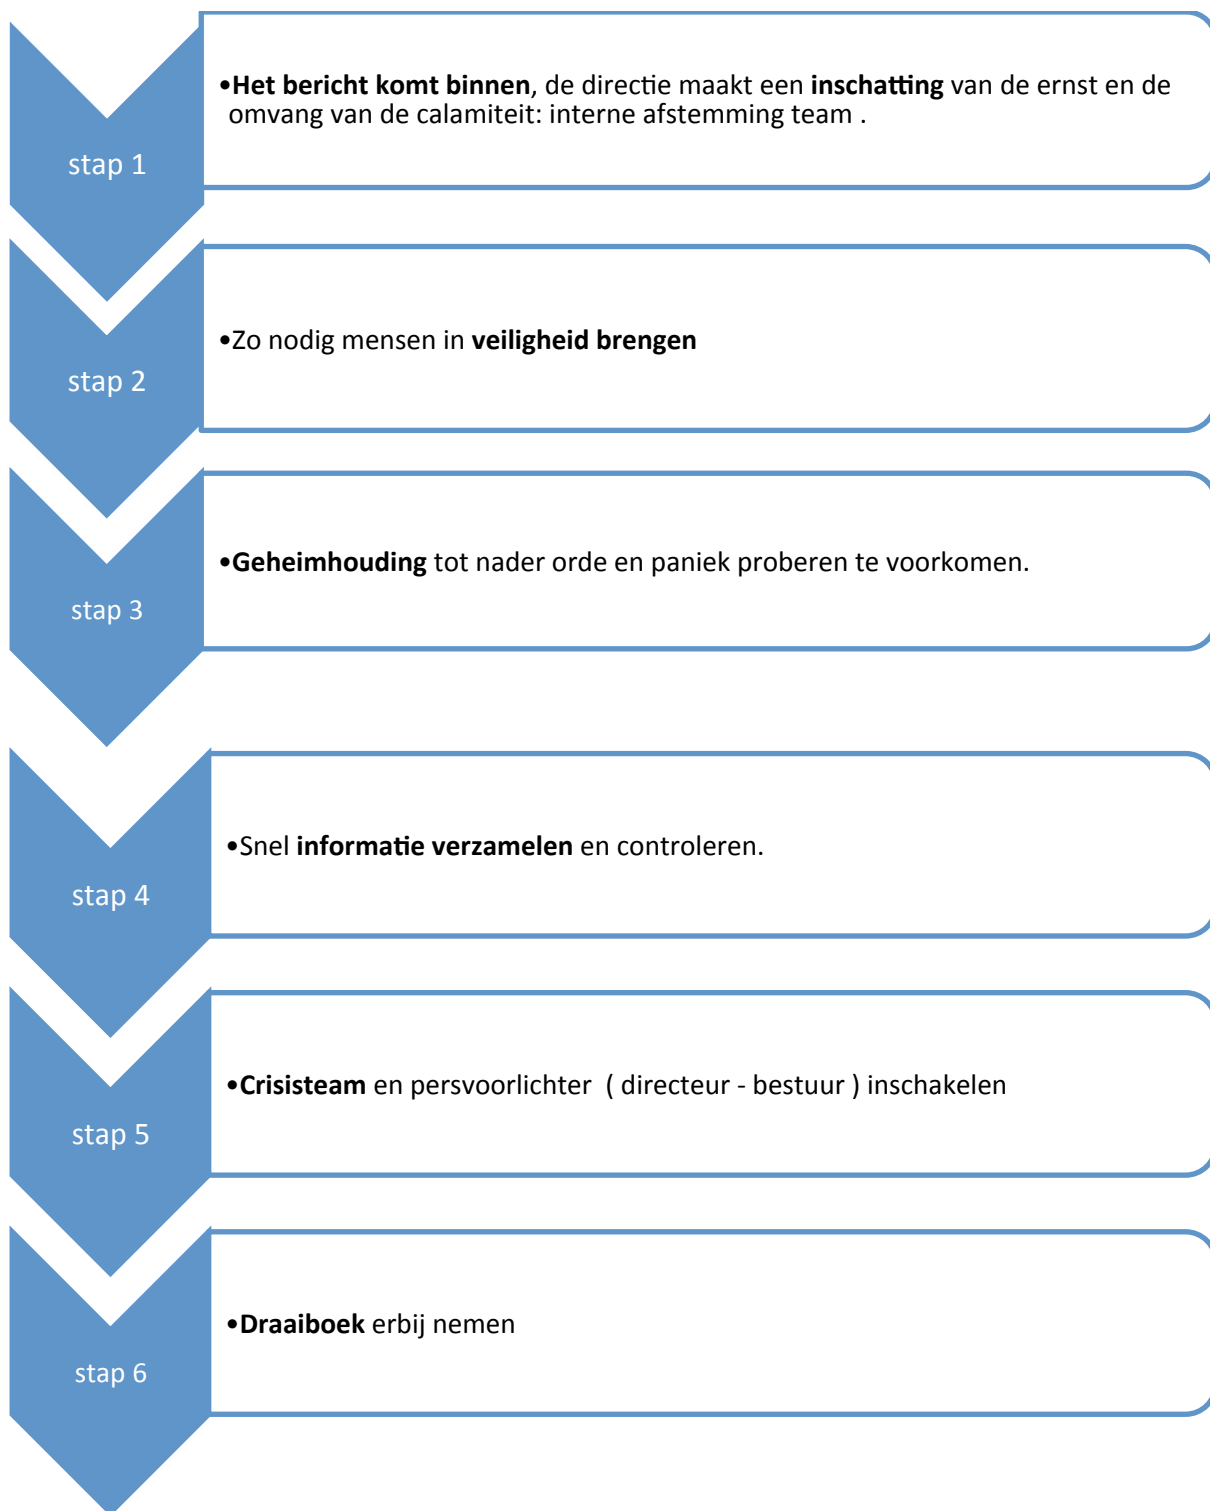 stap 1
•Het bericht komt binnen, de directie maakt een inschatting van de ernst en de
omvang van de calamiteit: interne afstemming team .
stap 2
•Zo nodig mensen in veiligheid brengen
stap 3
•Geheimhouding tot nader orde en paniek proberen te voorkomen.
stap 4
•Snel informatie verzamelen en controleren.
stap 5
•Crisisteam en persvoorlichter ( directeur - bestuur ) inschakelen
stap 6
•Draaiboek erbij nemen